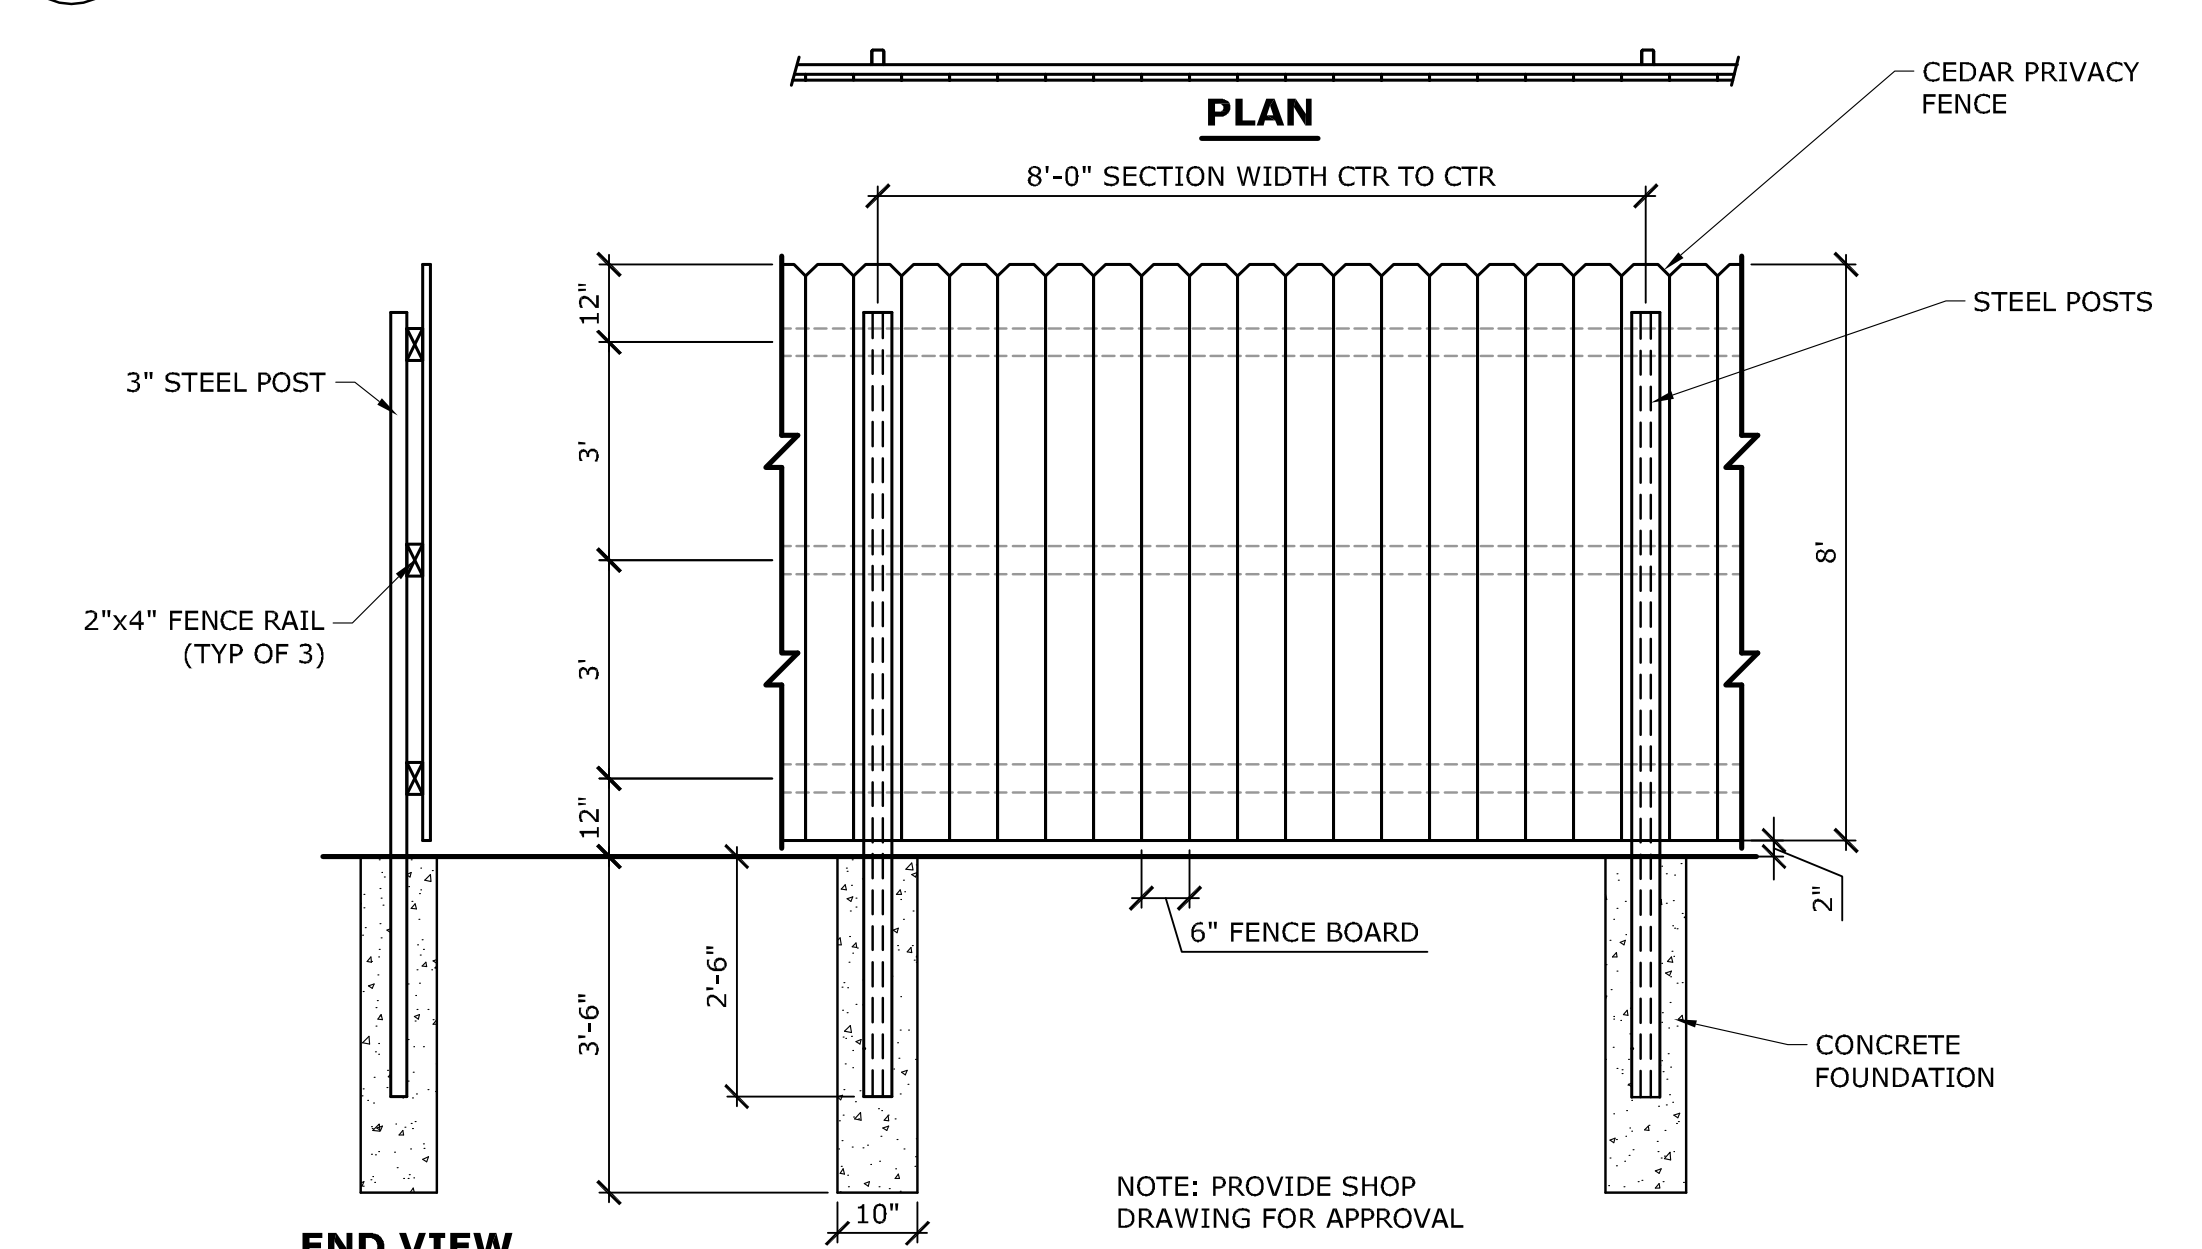 PLAN
CEDAR PRIVACY
FENCE
8'-0" SECTION WIDTH CTR TO CTR
12"
STEEL POSTS
3" STEEL POST
3'
8'
2"x4" FENCE RAIL
(TYP OF 3)
3'
12"
2"
6" FENCE BOARD
2'-6"
3'-6"
CONCRETE
FOUNDATION
NOTE: PROVIDE SHOP
DRAWING FOR APPROVAL
10"
END VIEW